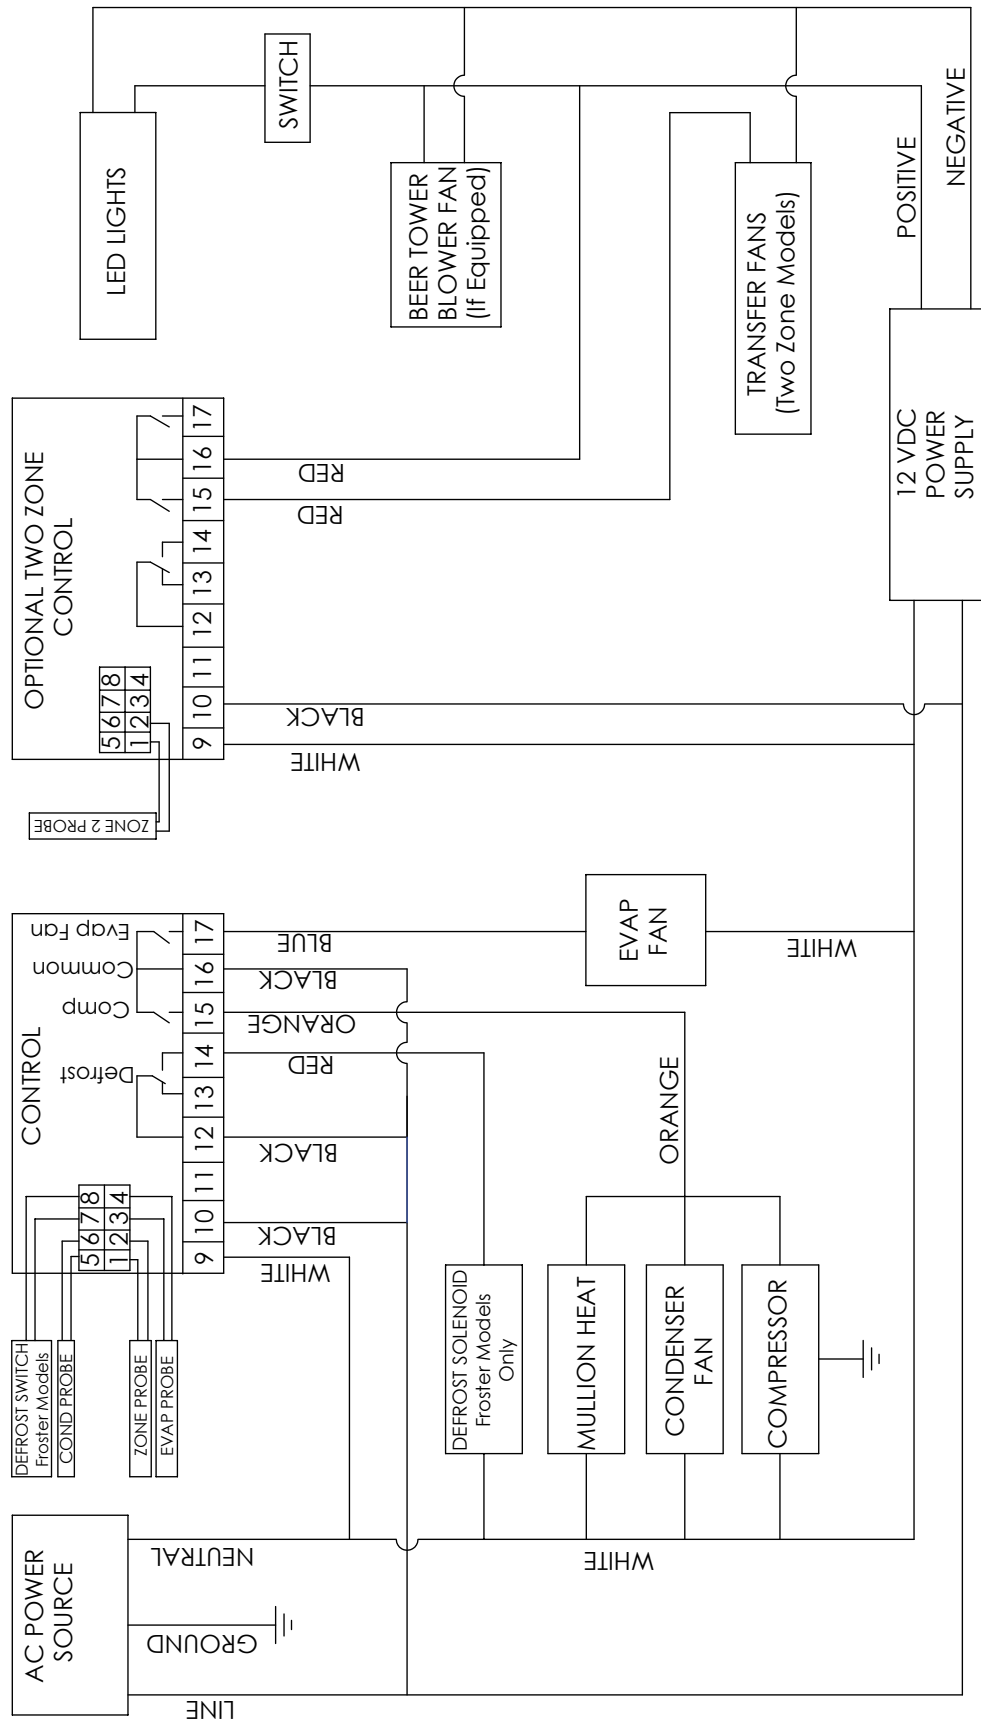 AC POWER
SOURCE
LINE
GROUND
NEUTRAL
DEFROST SWITCH
Froster Models
COND PROBE
ZONE PROBE
EVAP PROBE
CONTROL
5 6 7 8
1 2 3 4
Defrost
Comp
Common
Evap Fan
9 10 11 12 13 14 15 16 17
WHITE
BLACK
BLACK
RED
ORANGE
BLACK
BLUE
ZONE 2 PROBE
OPTIONAL TWO ZONE
CONTROL
5 6 7 8
1 2 3 4
9 10 11 12 13 14 15 16 17
WHITE
BLACK
RED
RED
LED LIGHTS
SWITCH
BEER TOWER
BLOWER FAN
(If Equipped)
TRANSFER FANS
(Two Zone Models)
DEFROST SOLENOID
Froster Models
Only
MULLION HEAT
CONDENSER
FAN
COMPRESSOR
ORANGE
WHITE
EVAP
FAN
WHITE
12 VDC
POWER
SUPPLY
POSITIVE
NEGATIVE